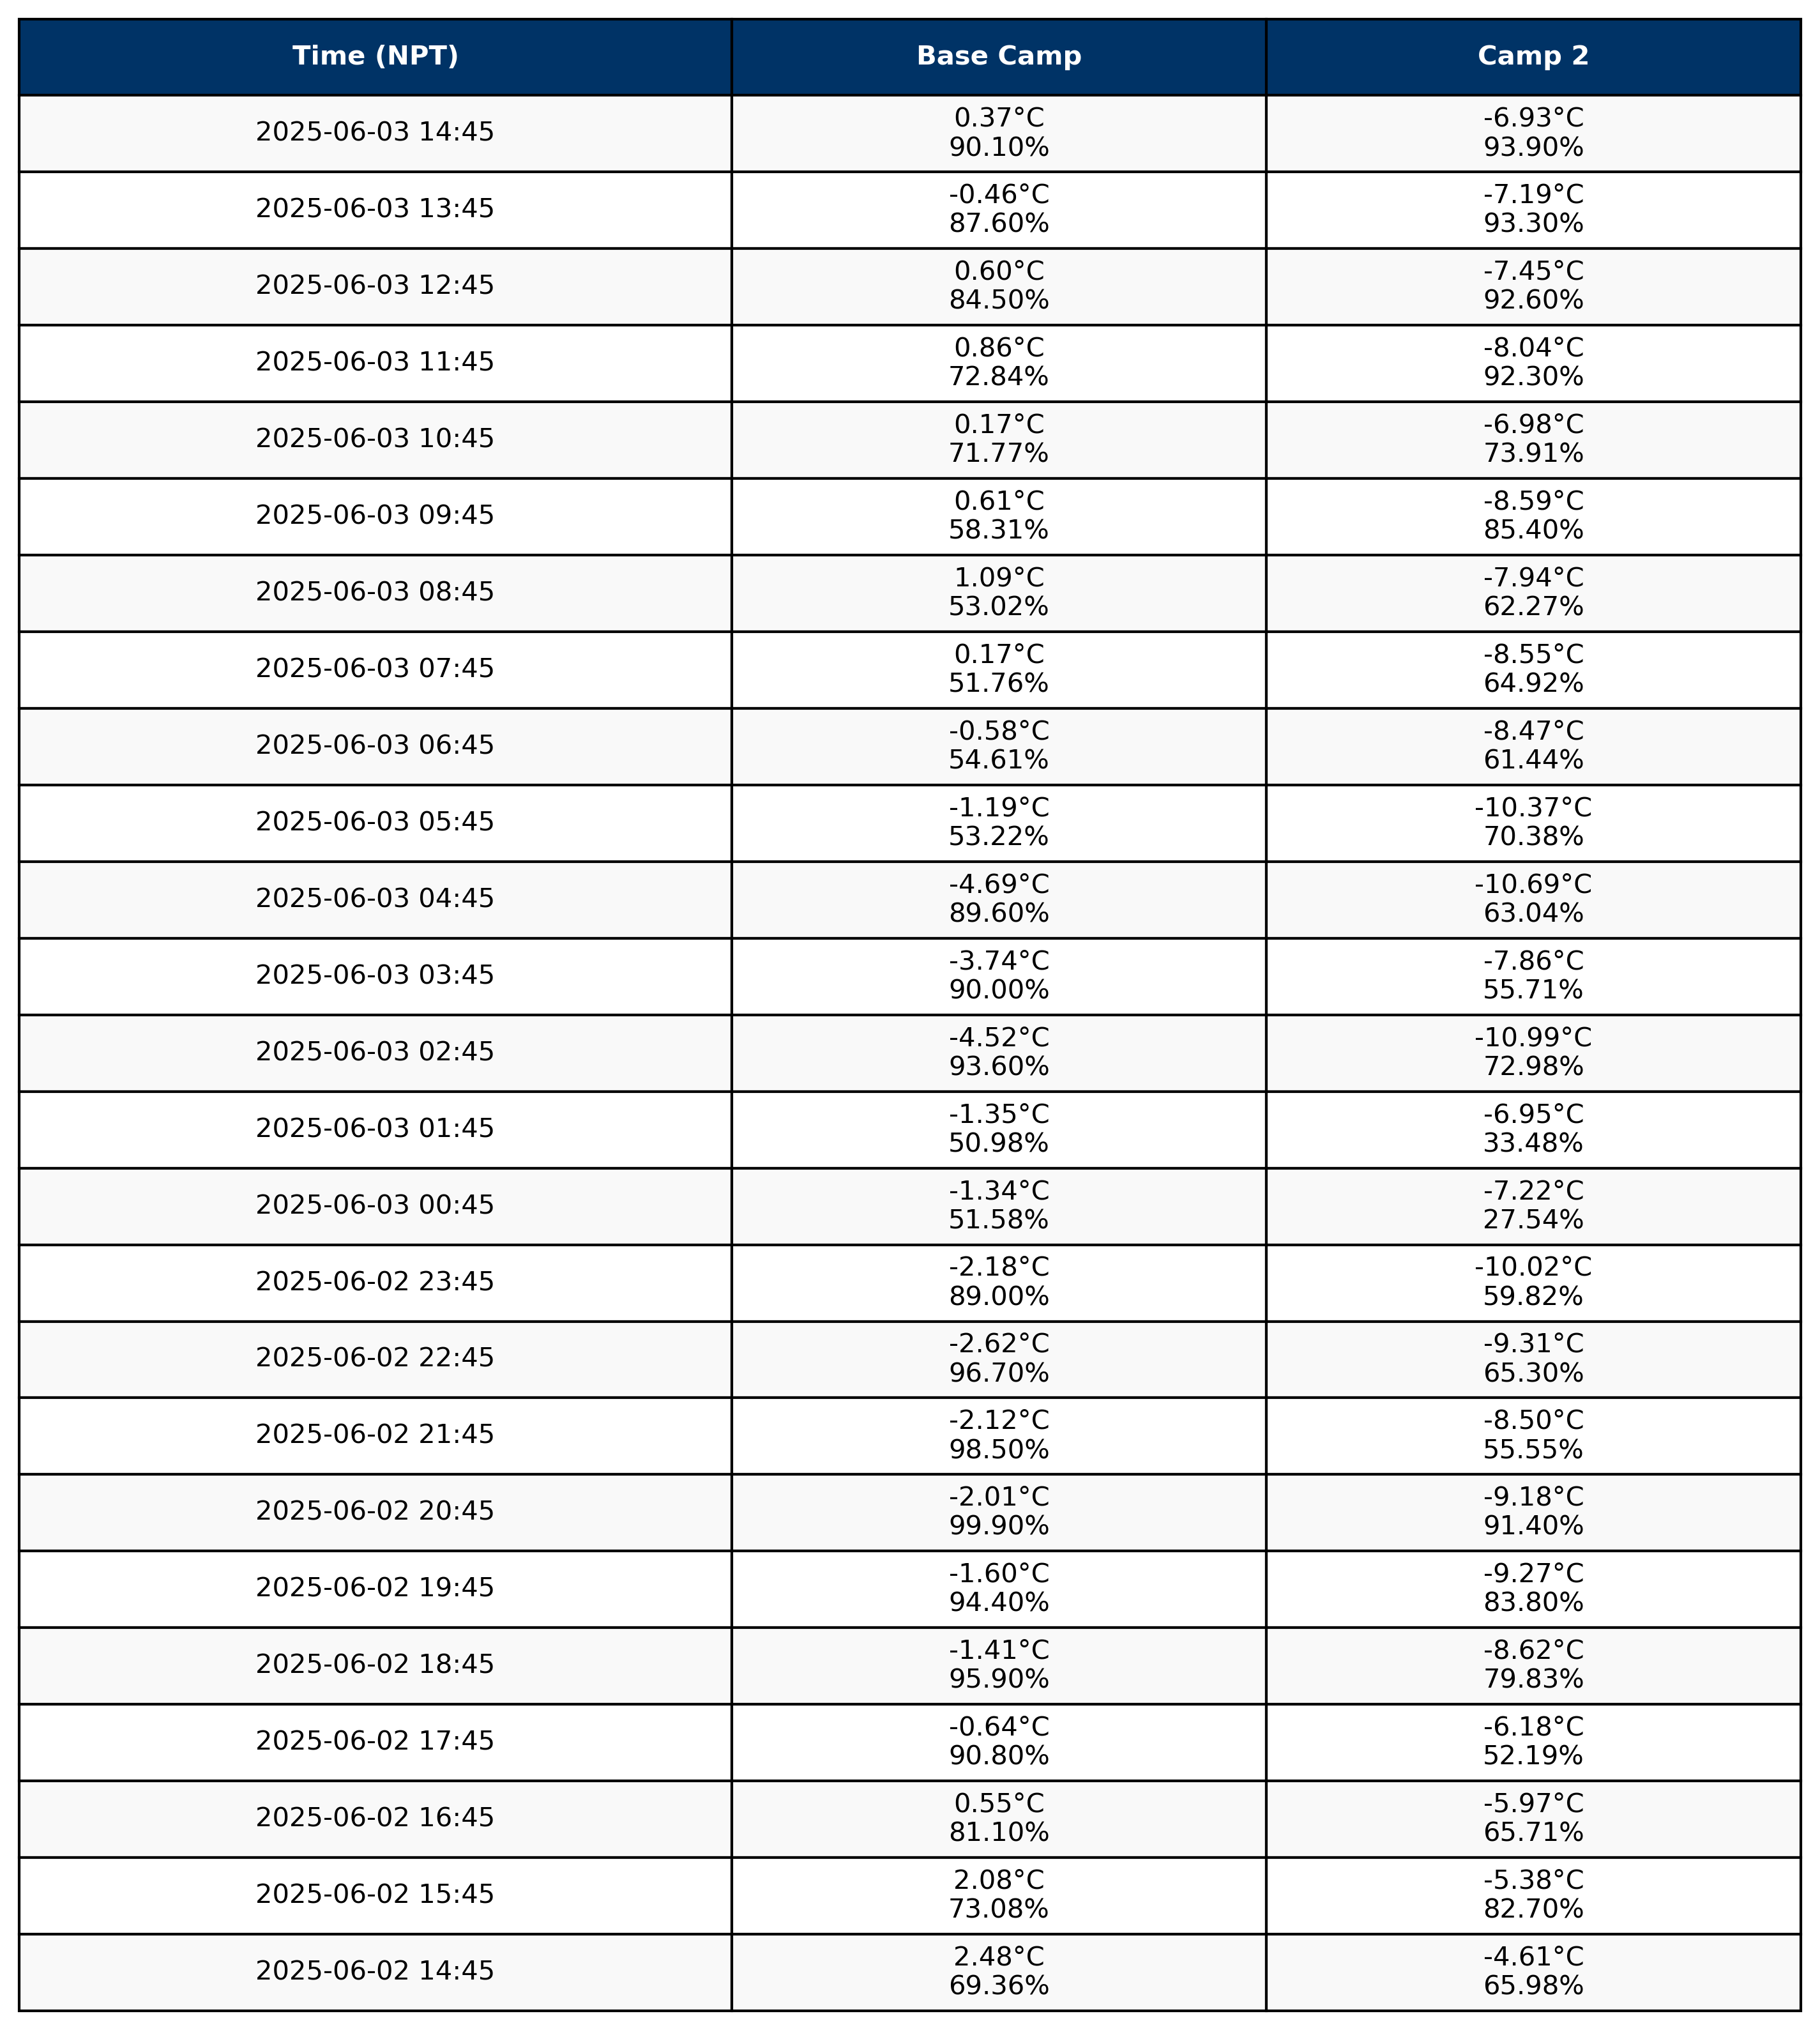 Time (NPT) Base Camp Camp 2
2025-06-03 14:45 0.37°C -6.93°C
90.10% 93.90%
2025-06-03 13:45 -0.46°C -7.19°C
87.60% 93.30%
2025-06-03 12:45 0.60°C -7.45°C
84.50% 92.60%
2025-06-03 11:45 0.86°C -8.04°C
72.84% 92.30%
2025-06-03 10:45 0.17°C -6.98°C
71.77% 73.91%
2025-06-03 09:45 0.61°C -8.59°C
58.31% 85.40%
2025-06-03 08:45 1.09°C -7.94°C
53.02% 62.27%
2025-06-03 07:45 0.17°C -8.55°C
51.76% 64.92%
2025-06-03 06:45 -0.58°C -8.47°C
54.61% 61.44%
2025-06-03 05:45 -1.19°C -10.37°C
53.22% 70.38%
2025-06-03 04:45 -4.69°C -10.69°C
89.60% 63.04%
2025-06-03 03:45 -3.74°C -7.86°C
90.00% 55.71%
2025-06-03 02:45 -4.52°C -10.99°C
93.60% 72.98%
2025-06-03 01:45 -1.35°C -6.95°C
50.98% 33.48%
2025-06-03 00:45 -1.34°C -7.22°C
51.58% 27.54%
2025-06-02 23:45 -2.18°C -10.02°C
89.00% 59.82%
2025-06-02 22:45 -2.62°C -9.31°C
96.70% 65.30%
2025-06-02 21:45 -2.12°C -8.50°C
98.50% 55.55%
2025-06-02 20:45 -2.01°C -9.18°C
99.90% 91.40%
2025-06-02 19:45 -1.60°C -9.27°C
94.40% 83.80%
2025-06-02 18:45 -1.41°C -8.62°C
95.90% 79.83%
2025-06-02 17:45 -0.64°C -6.18°C
90.80% 52.19%
2025-06-02 16:45 0.55°C -5.97°C
81.10% 65.71%
2025-06-02 15:45 2.08°C -5.38°C
73.08% 82.70%
2025-06-02 14:45 2.48°C -4.61°C
69.36% 65.98%